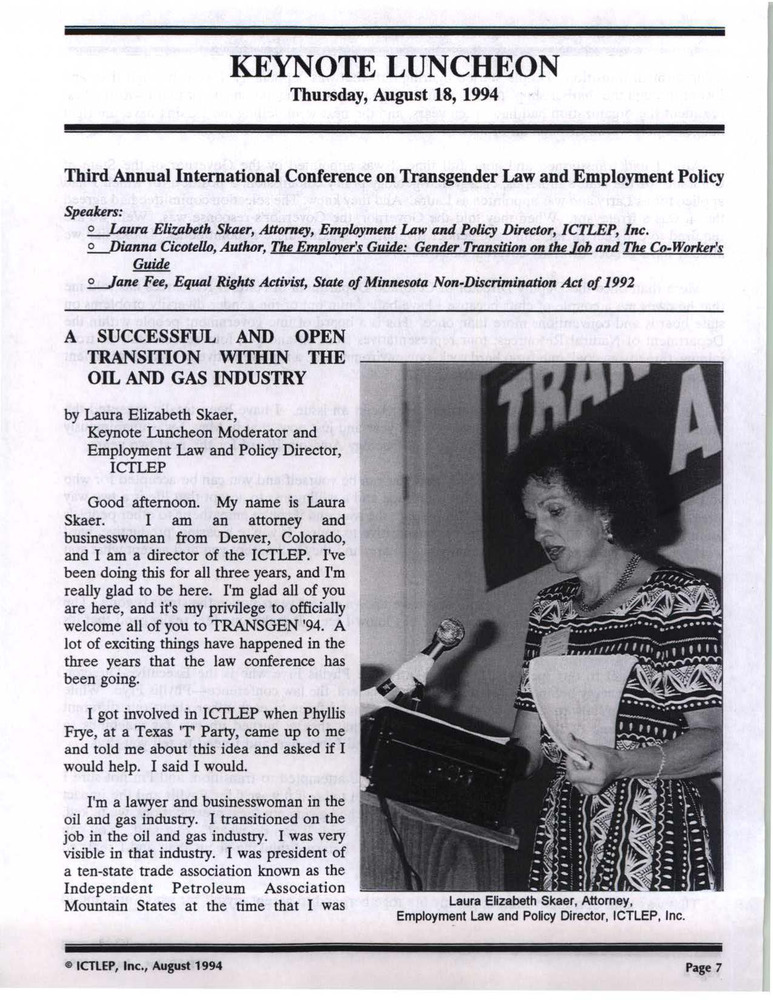 KEYNOTE LUNCHEON
Thursday, August 18, 1994
Third Annual International Conference on Transgender Law and Employment Policy
Speakers:
o Laura Elizabeth Skaer, Attorney, Employment Law and Policy Director, ICTLEP, Inc.
o Dianna Cicotello, Author, The Employer's Guide: Gender Transition on the Job and The Co-Worker's
Guide
o Jane Fee, Equal Rights Activist, State of Minnesota Non-Discrimination Act of 1992
A SUCCESSFUL AND OPEN
TRANSITION WITHIN THE
OIL AND GAS INDUSTRY
by Laura Elizabeth Skaer,
Keynote Luncheon Moderator and
Employment Law and Policy Director,
ICTLEP
Good afternoon. My name is Laura
Skaer. I am an attorney and
businesswoman from Denver, Colorado,
and I am a director of the ICTLEP. I've
been doing this for all three years, and I'm
really glad to be here. I'm glad all of you
are here, and it's my privilege to officially
welcome all of you to TRANSGEN '94. A
lot of exciting things have happened in the
three years that the law conference has
been going.
I got involved in ICTLEP when Phyllis
Frye, at a Texas 'T' Party, came up to me
and told me about this idea and asked if I
would help. I said I would.
I'm a lawyer and businesswoman in the
oil and gas industry. I transitioned on the
job in the oil and gas industry. I was very
visible in that industry. I was president of
a ten-state trade association known as the
Independent Petroleum Association
Mountain States at the time that I was
TRAN
A
Laura Elizabeth Skaer, Attorney,
Employment Law and Policy Director, ICTLEP, Inc.
© ICTLEP, Inc., August 1994
Page 7